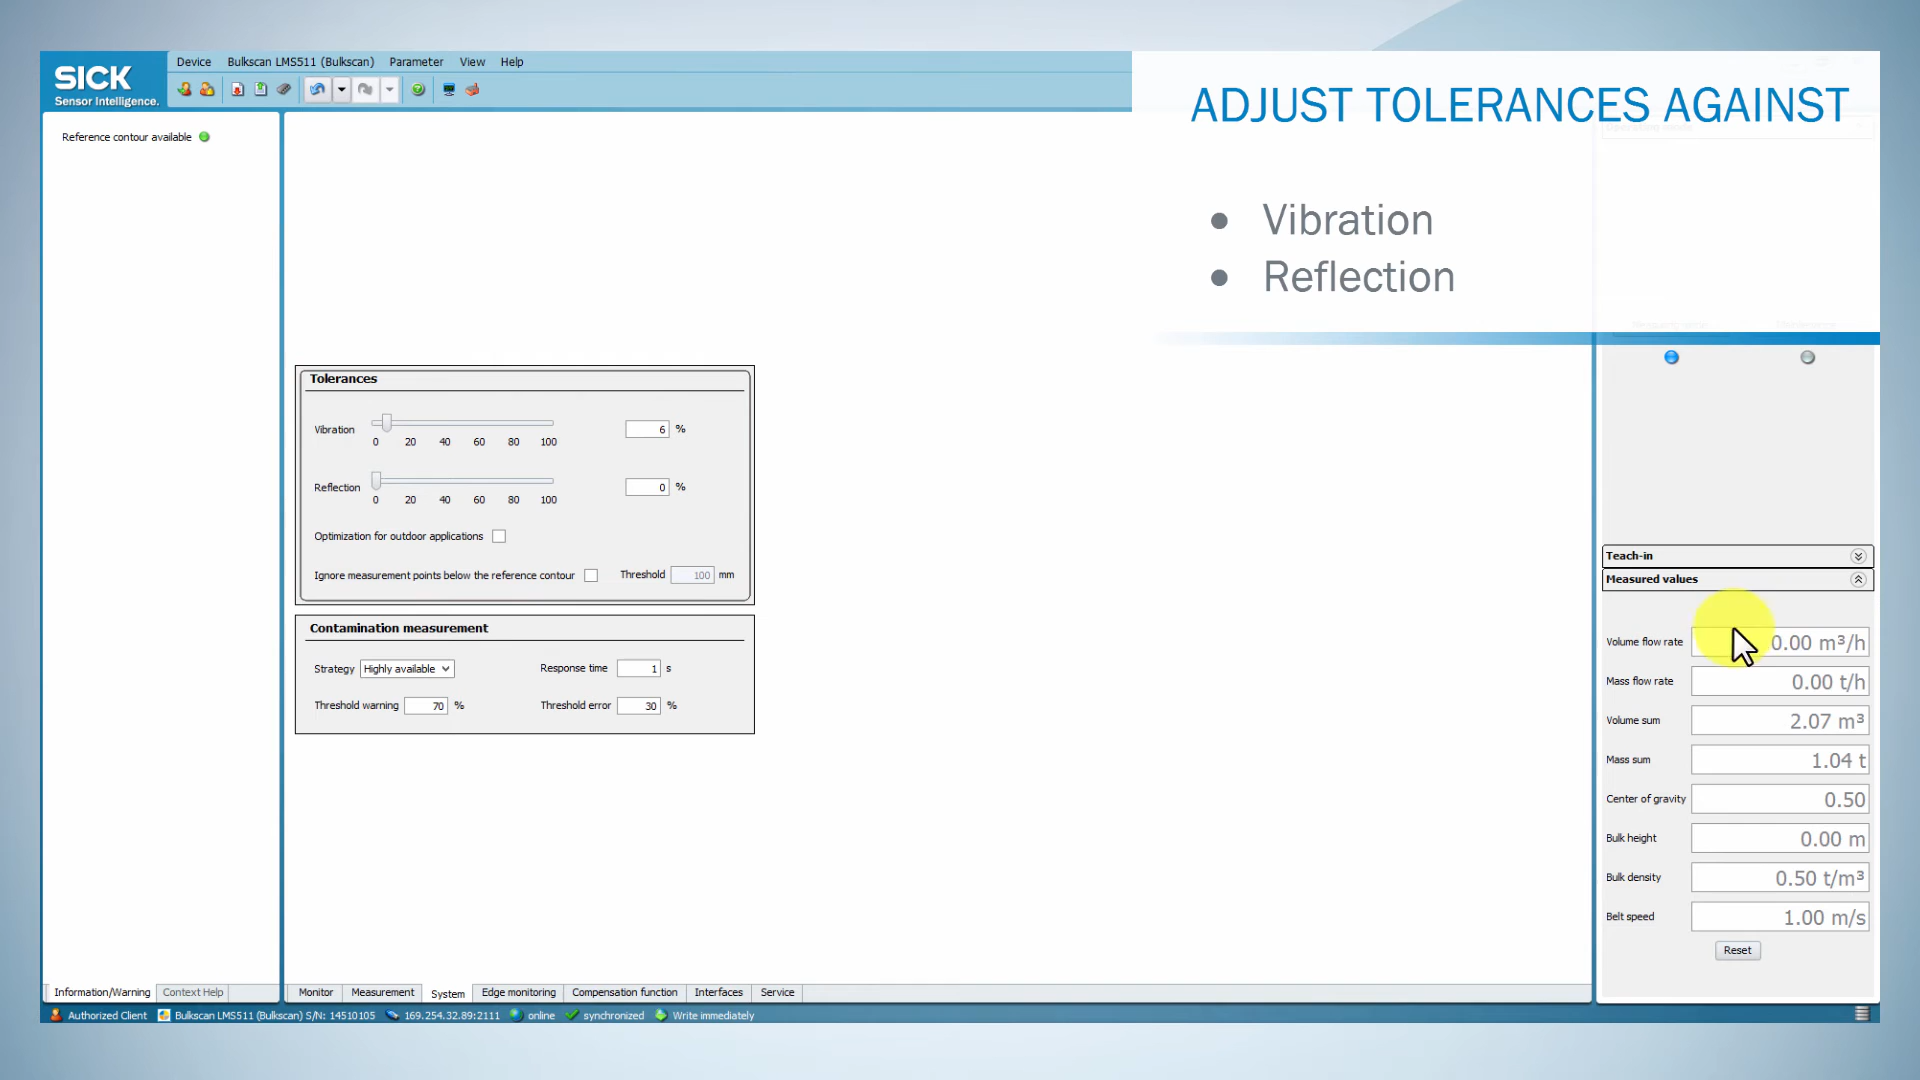 SICK
Sensor Intelligence.
Device Bulkscan LMS511 (Bulkscan) Parameter View Help
ADJUST TOLERANCES AGAINST
• Vibration
• Reflection
Reference contour available
Tolerances
Vibration
0 20 40 60 80 100
6 %
Reflection
0 20 40 60 80 100
0 %
Optimization for outdoor applications
Ignore measurement points below the reference contour Threshold 100 mm
Contamination measurement
Strategy Highly available Response time 1 s
Threshold warning 70 % Threshold error 30 %
Teach-in
Measured values
Volume flow rate 0.00 m³/h
Mass flow rate 0.00 t/h
Volume sum 2.07 m³
Mass sum 1.04 t
Center of gravity 0.50
Bulk height 0.00 m
Bulk density 0.50 t/m³
Belt speed 1.00 m/s
Reset
Information/Warning Context Help
Monitor Measurement System Edge monitoring Compensation function Interfaces Service
Authorized Client Bulkscan LMS511 (Bulkscan) S/N: 14510105 169.254.32.89:2111 online synchronized Write immediately